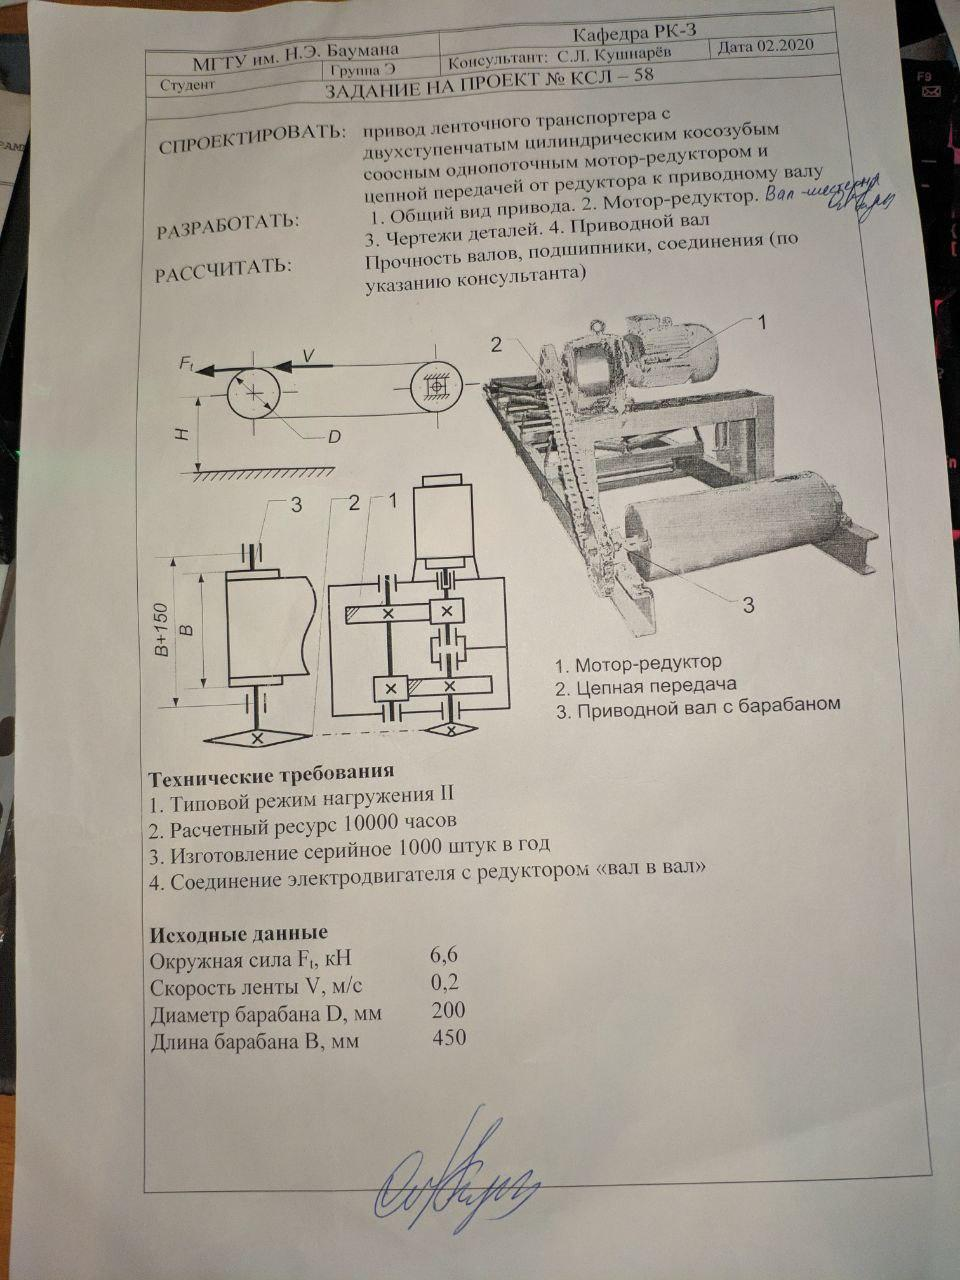 МГТУ им. Н.Э. Баумана
Кафедра РК-3
Студент
Группа Э
Консультант: С.Л. Кушнарёв
Дата 02.2020
ЗАДАНИЕ НА ПРОЕКТ № КСЛ – 58
СПРОЕКТИРОВАТЬ: привод ленточного транспортера с
двухступенчатым цилиндрическим косозубым
соосным однопоточным мотор-редуктором и
цепной передачей от редуктора к приводному валу
РАЗРАБОТАТЬ: 1. Общий вид привода. 2. Мотор-редуктор. Вал-шестерня
3. Чертежи деталей. 4. Приводной вал
РАССЧИТАТЬ: Прочность валов, подшипники, соединения (по
указанию консультанта)
Ft
V
D
H
2
1
3
3
2
1
B+150
B
1. Мотор-редуктор
2. Цепная передача
3. Приводной вал с барабаном
Технические требования
1. Типовой режим нагружения II
2. Расчетный ресурс 10000 часов
3. Изготовление серийное 1000 штук в год
4. Соединение электродвигателя с редуктором «вал в вал»
Исходные данные
Окружная сила Ft, кН 6,6
Скорость ленты V, м/с 0,2
Диаметр барабана D, мм 200
Длина барабана B, мм 450
F9